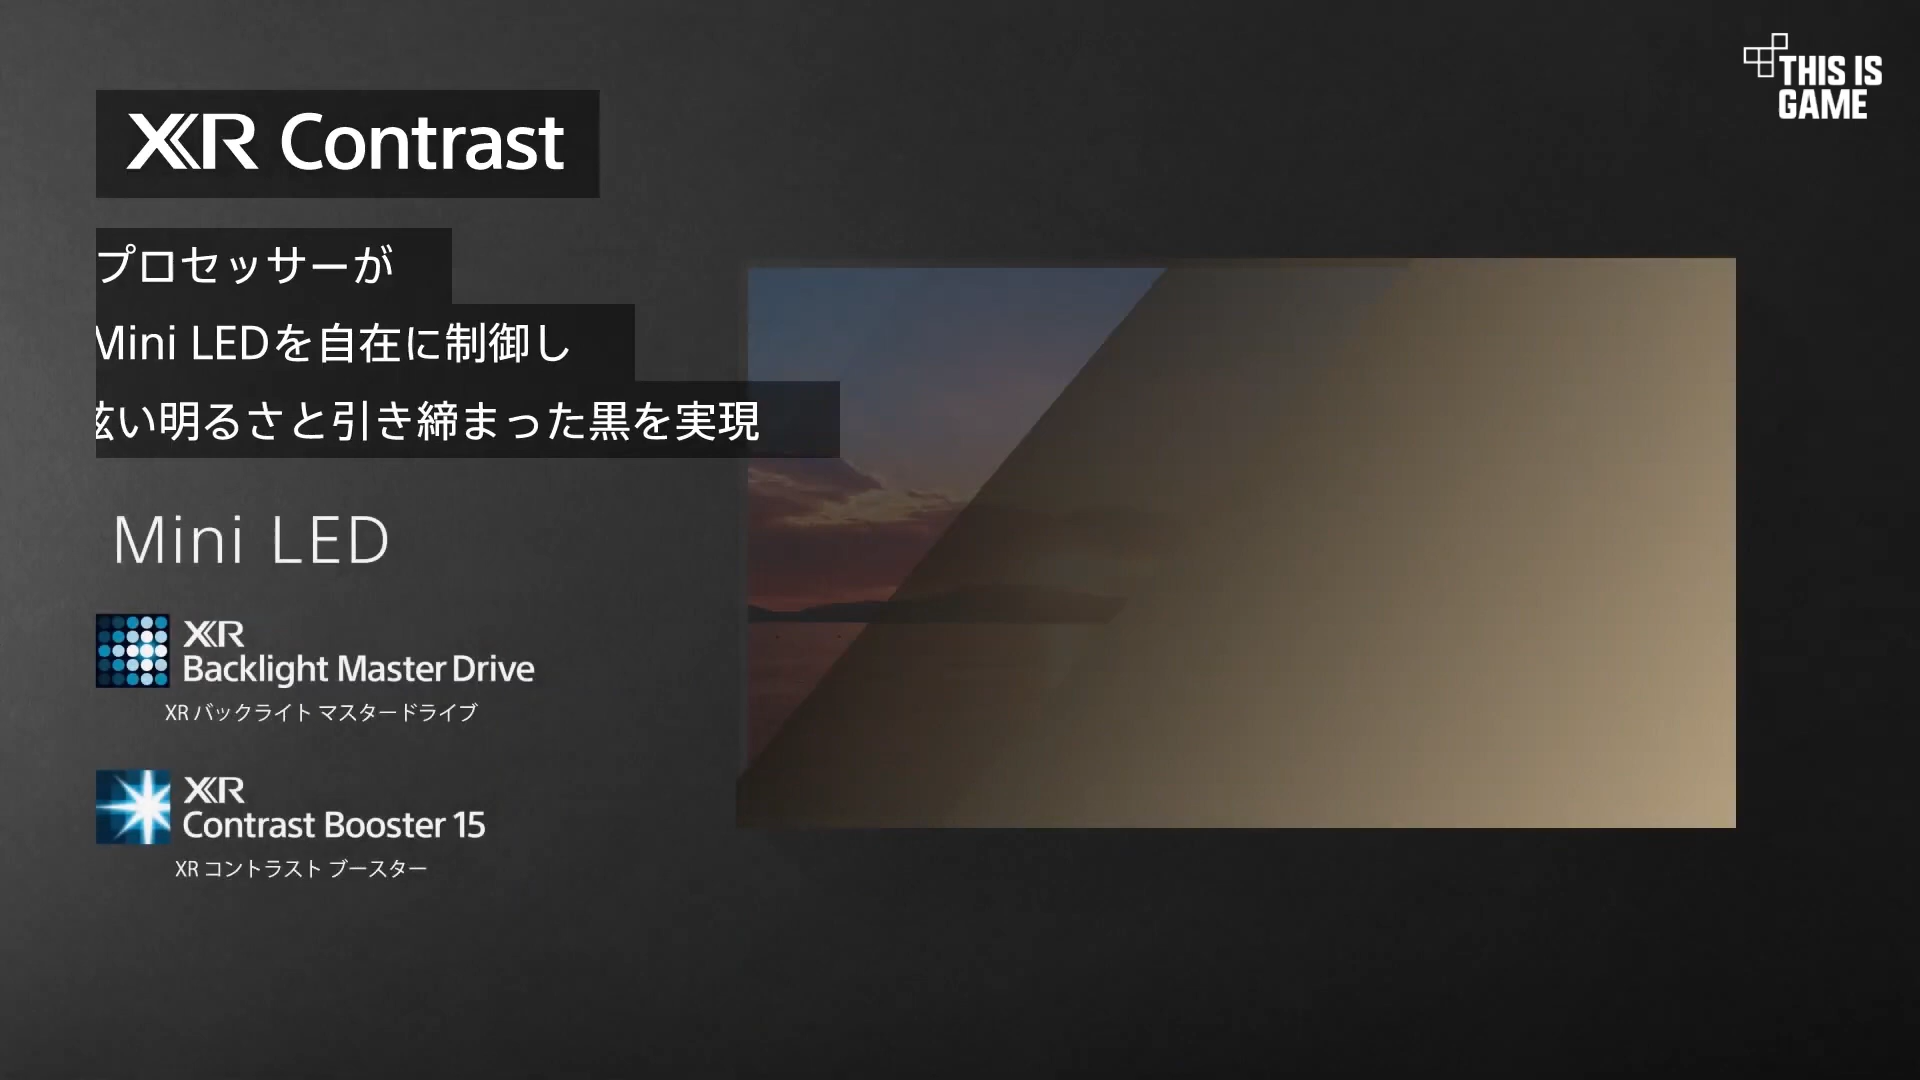 THIS IS
GAME
XR Contrast
プロセッサーが
Mini LEDを自在に制御し
眩い明るさと引き締まった黒を実現
Mini LED
XR
Backlight Master Drive
XR バックライト マスタードライブ
XR
Contrast Booster 15
XR コントラスト ブースター